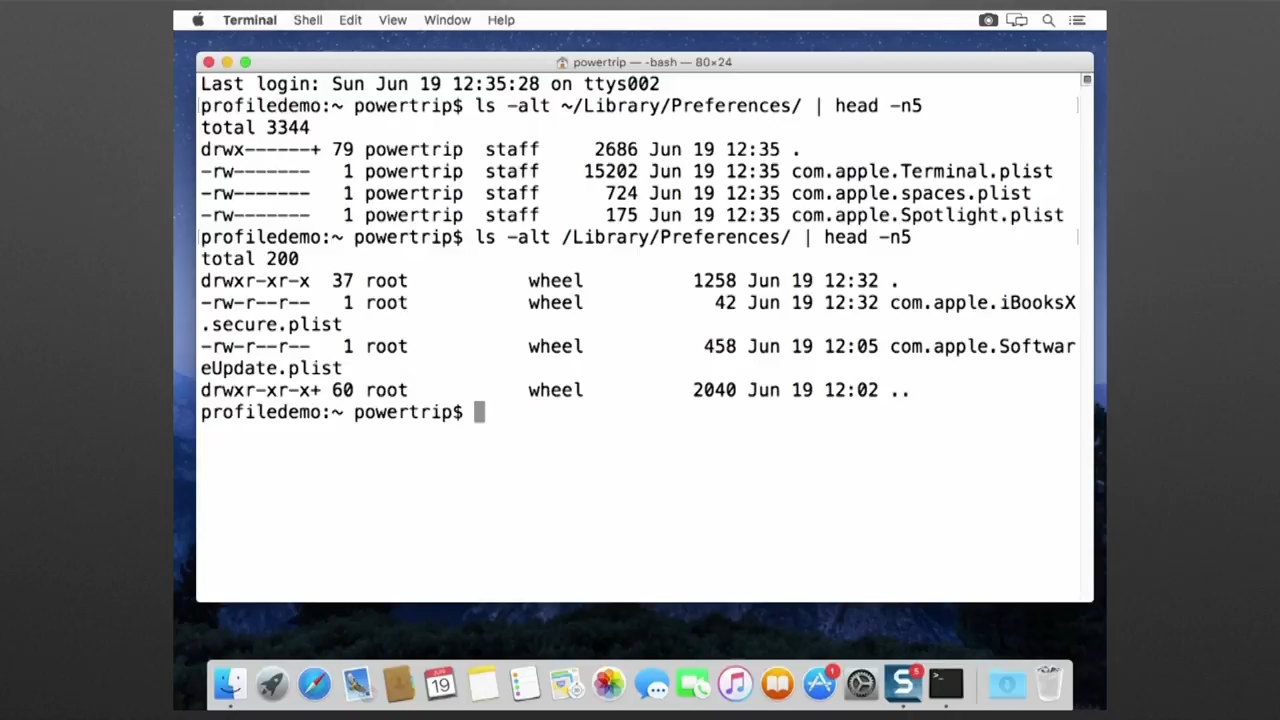 Terminal Shell Edit View Window Help
powertrip — -bash — 80×24
Last login: Sun Jun 19 12:35:28 on ttys002
profiledemo:~ powertrip$ ls -alt ~/Library/Preferences/ | head -n5
total 3344
drwx------+ 79 powertrip  staff     2686 Jun 19 12:35 .
-rw-------   1 powertrip  staff    15202 Jun 19 12:35 com.apple.Terminal.plist
-rw-------   1 powertrip  staff      724 Jun 19 12:35 com.apple.spaces.plist
-rw-------   1 powertrip  staff      175 Jun 19 12:35 com.apple.Spotlight.plist
profiledemo:~ powertrip$ ls -alt /Library/Preferences/ | head -n5
total 200
drwxr-xr-x  37 root           wheel          1258 Jun 19 12:32 .
-rw-r--r--   1 root           wheel            42 Jun 19 12:32 com.apple.iBooksX
.secure.plist
-rw-r--r--   1 root           wheel           458 Jun 19 12:05 com.apple.Softwar
eUpdate.plist
drwxr-xr-x+ 60 root           wheel          2040 Jun 19 12:02 ..
profiledemo:~ powertrip$
19
1
5